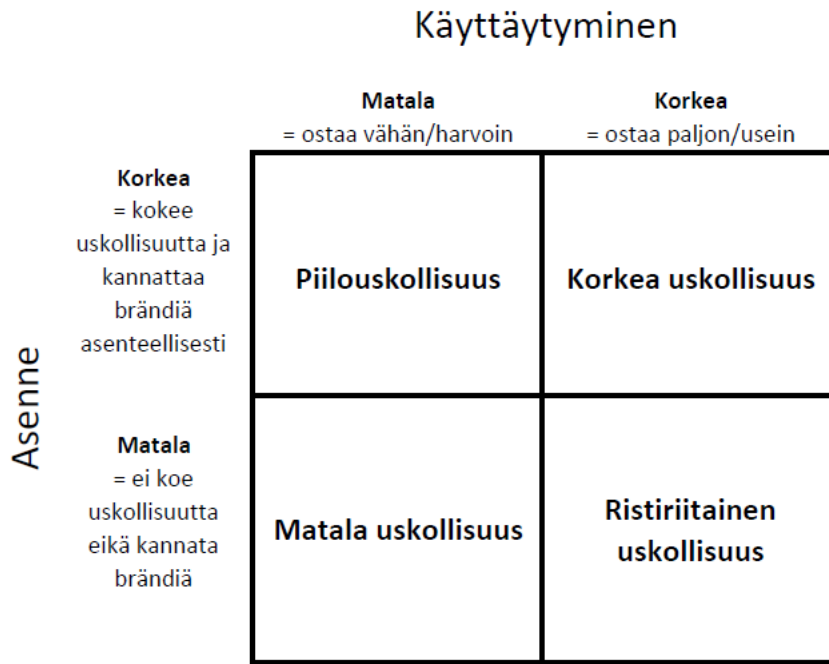 Käyttäytyminen
Matala
= ostaa vähän/harvoin
Korkea
= ostaa paljon/usein
Asenne
Korkea
= kokee
uskollisuutta ja
kannattaa
brändiä
asenteellisesti
Piilouskollisuus
Korkea uskollisuus
Matala
= ei koe
uskollisuutta
eikä kannata
brändiä
Matala uskollisuus
Ristiriitainen
uskollisuus